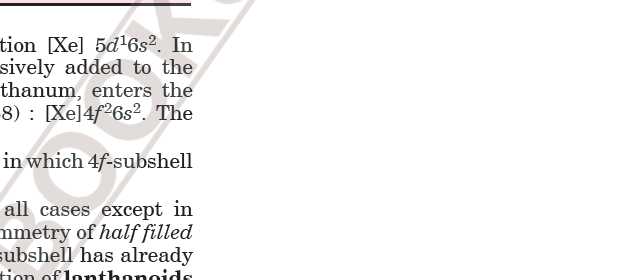 tion [Xe] 5d¹6s². In
sively added to the
thanum, enters the
8) : [Xe]4f²6s². The
in which 4f-subshell
all cases except in
mmetry of half filled
subshell has already
tion of lanthanoids
BOOK